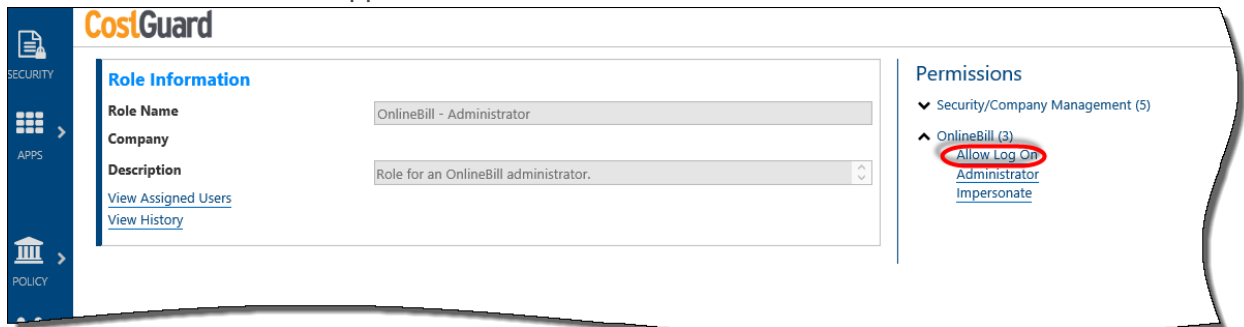 CostGuard
SECURITY
APPS
POLICY
Role Information
Role Name
OnlineBill - Administrator
Company
Description
Role for an OnlineBill administrator.
View Assigned Users
View History
Permissions
Security/Company Management (5)
OnlineBill (3)
Allow Log On
Administrator
Impersonate